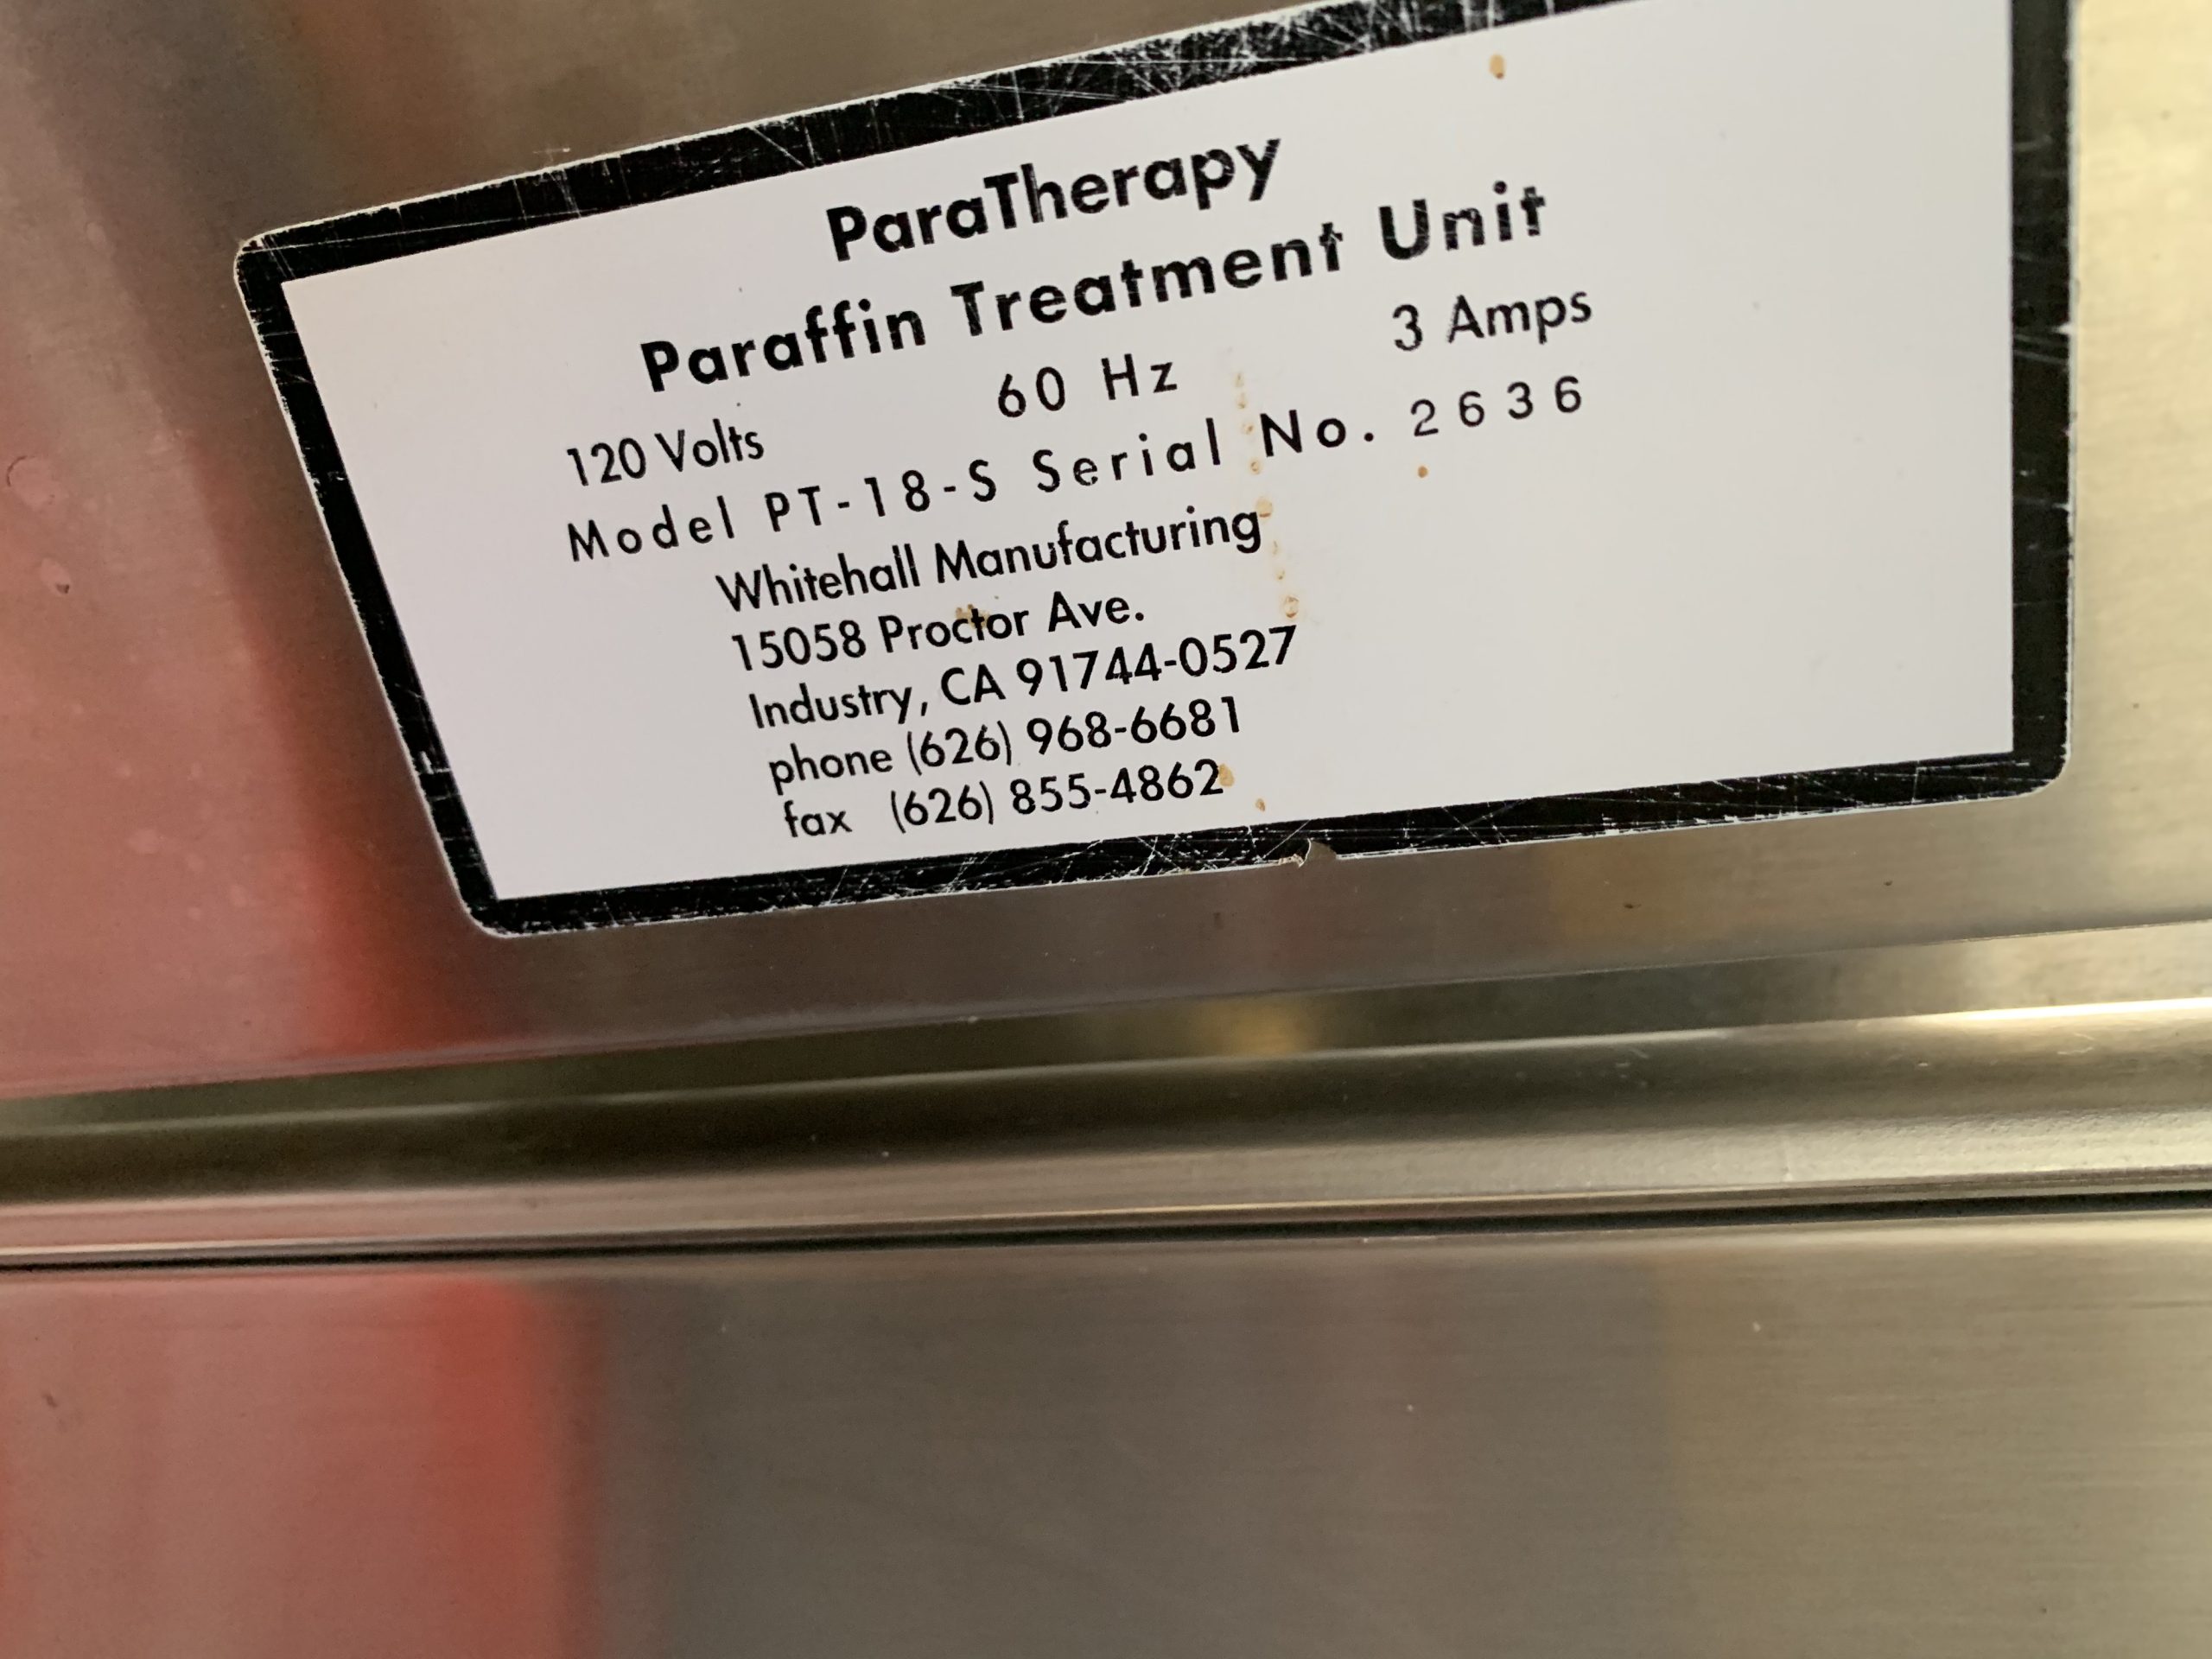 ParaTherapy
Paraffin Treatment Unit
120 Volts 60 Hz 3 Amps
Model PT-18-S Serial No. 2636
Whitehall Manufacturing
15058 Proctor Ave.
Industry, CA 91744-0527
phone (626) 968-6681
fax (626) 855-4862